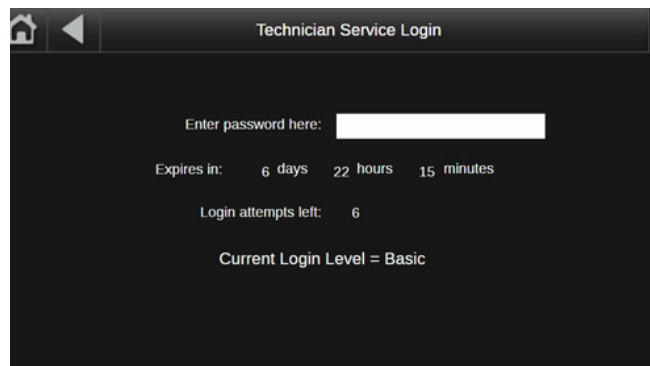 Technician Service Login
Enter password here:
Expires in: 6 days 22 hours 15 minutes
Login attempts left: 6
Current Login Level = Basic